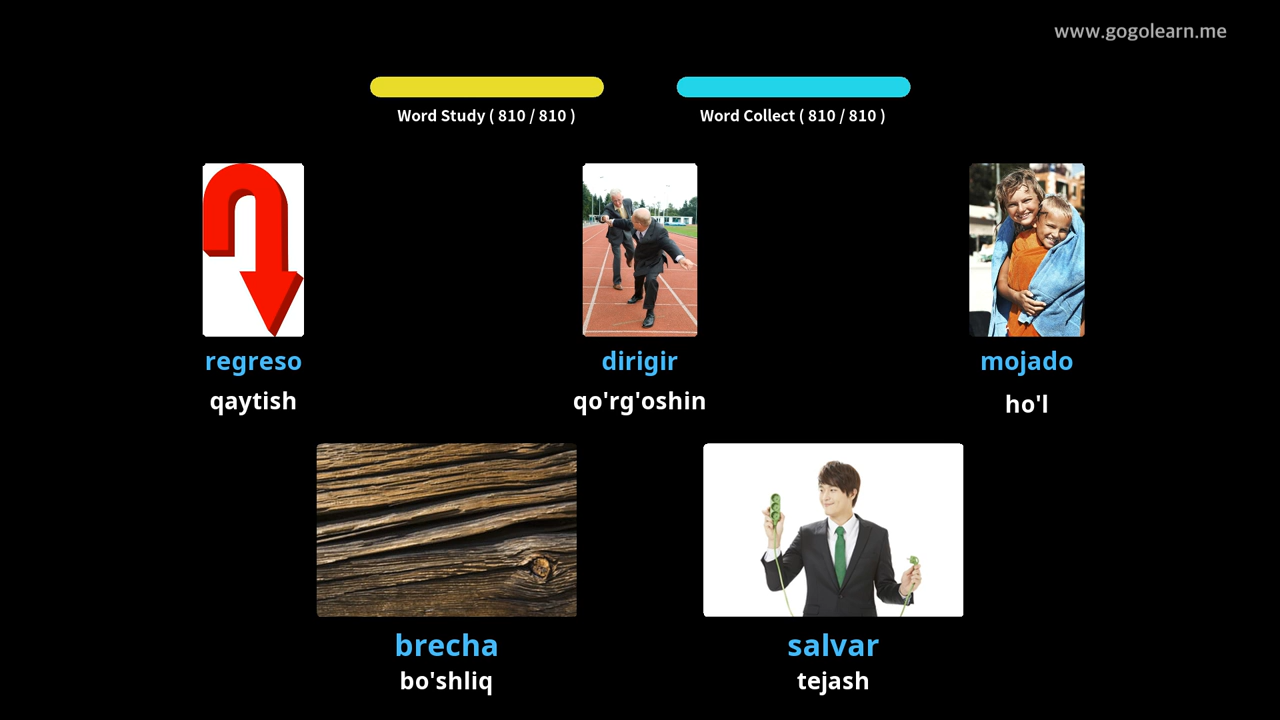 www.gogolearn.me
Word Study ( 810 / 810 )
Word Collect ( 810 / 810 )
regreso
dirigir
mojado
qaytish
qo'rg'oshin
ho'l
brecha
salvar
bo'shliq
tejash